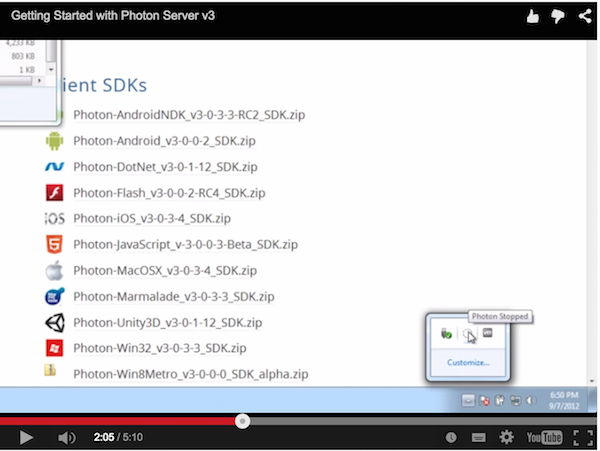 Getting Started with Photon Server v3
4,233 KB
803 KB
1 KB
ient SDKs
Photon-AndroidNDK_v3-0-3-3-RC2_SDK.zip
Photon-Android_v3-0-0-2_SDK.zip
Photon-DotNet_v3-0-1-12_SDK.zip
Photon-Flash_v3-0-0-2-RC4_SDK.zip
iOS Photon-iOS_v3-0-3-4_SDK.zip
Photon-JavaScript_v-3-0-0-3-Beta_SDK.zip
Photon-MacOSX_v3-0-3-4_SDK.zip
Photon-Marmalade_v3-0-3-3_SDK.zip
Photon-Unity3D_v3-0-1-12_SDK.zip
Photon-Win32_v3-0-3-3_SDK.zip
Photon-Win8Metro_v3-0-0-0_SDK_alpha.zip
Photon Stopped
Customize...
6:50 PM
9/7/2012
2:05 / 5:10
YouTube